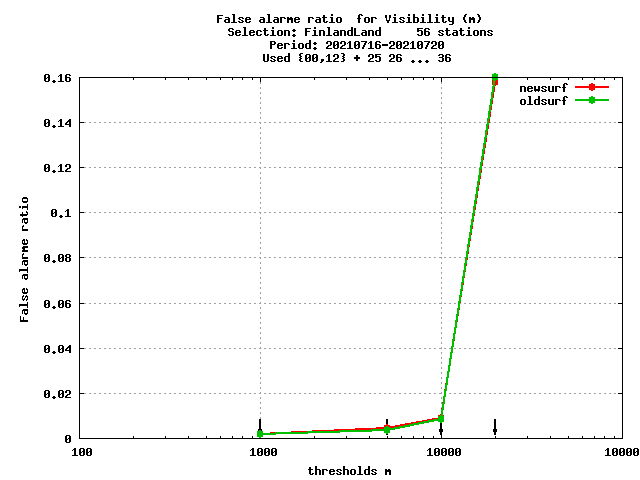 False alarme ratio  for Visibility (m)
Selection: FinlandLand     56 stations
Period: 20210716-20210720
Used {00,12} + 25 26 ... 36
newsurf
oldsurf
0.16
0.14
0.12
0.1
0.08
0.06
0.04
0.02
0
False alarme ratio
100
1000
10000
10000
thresholds m